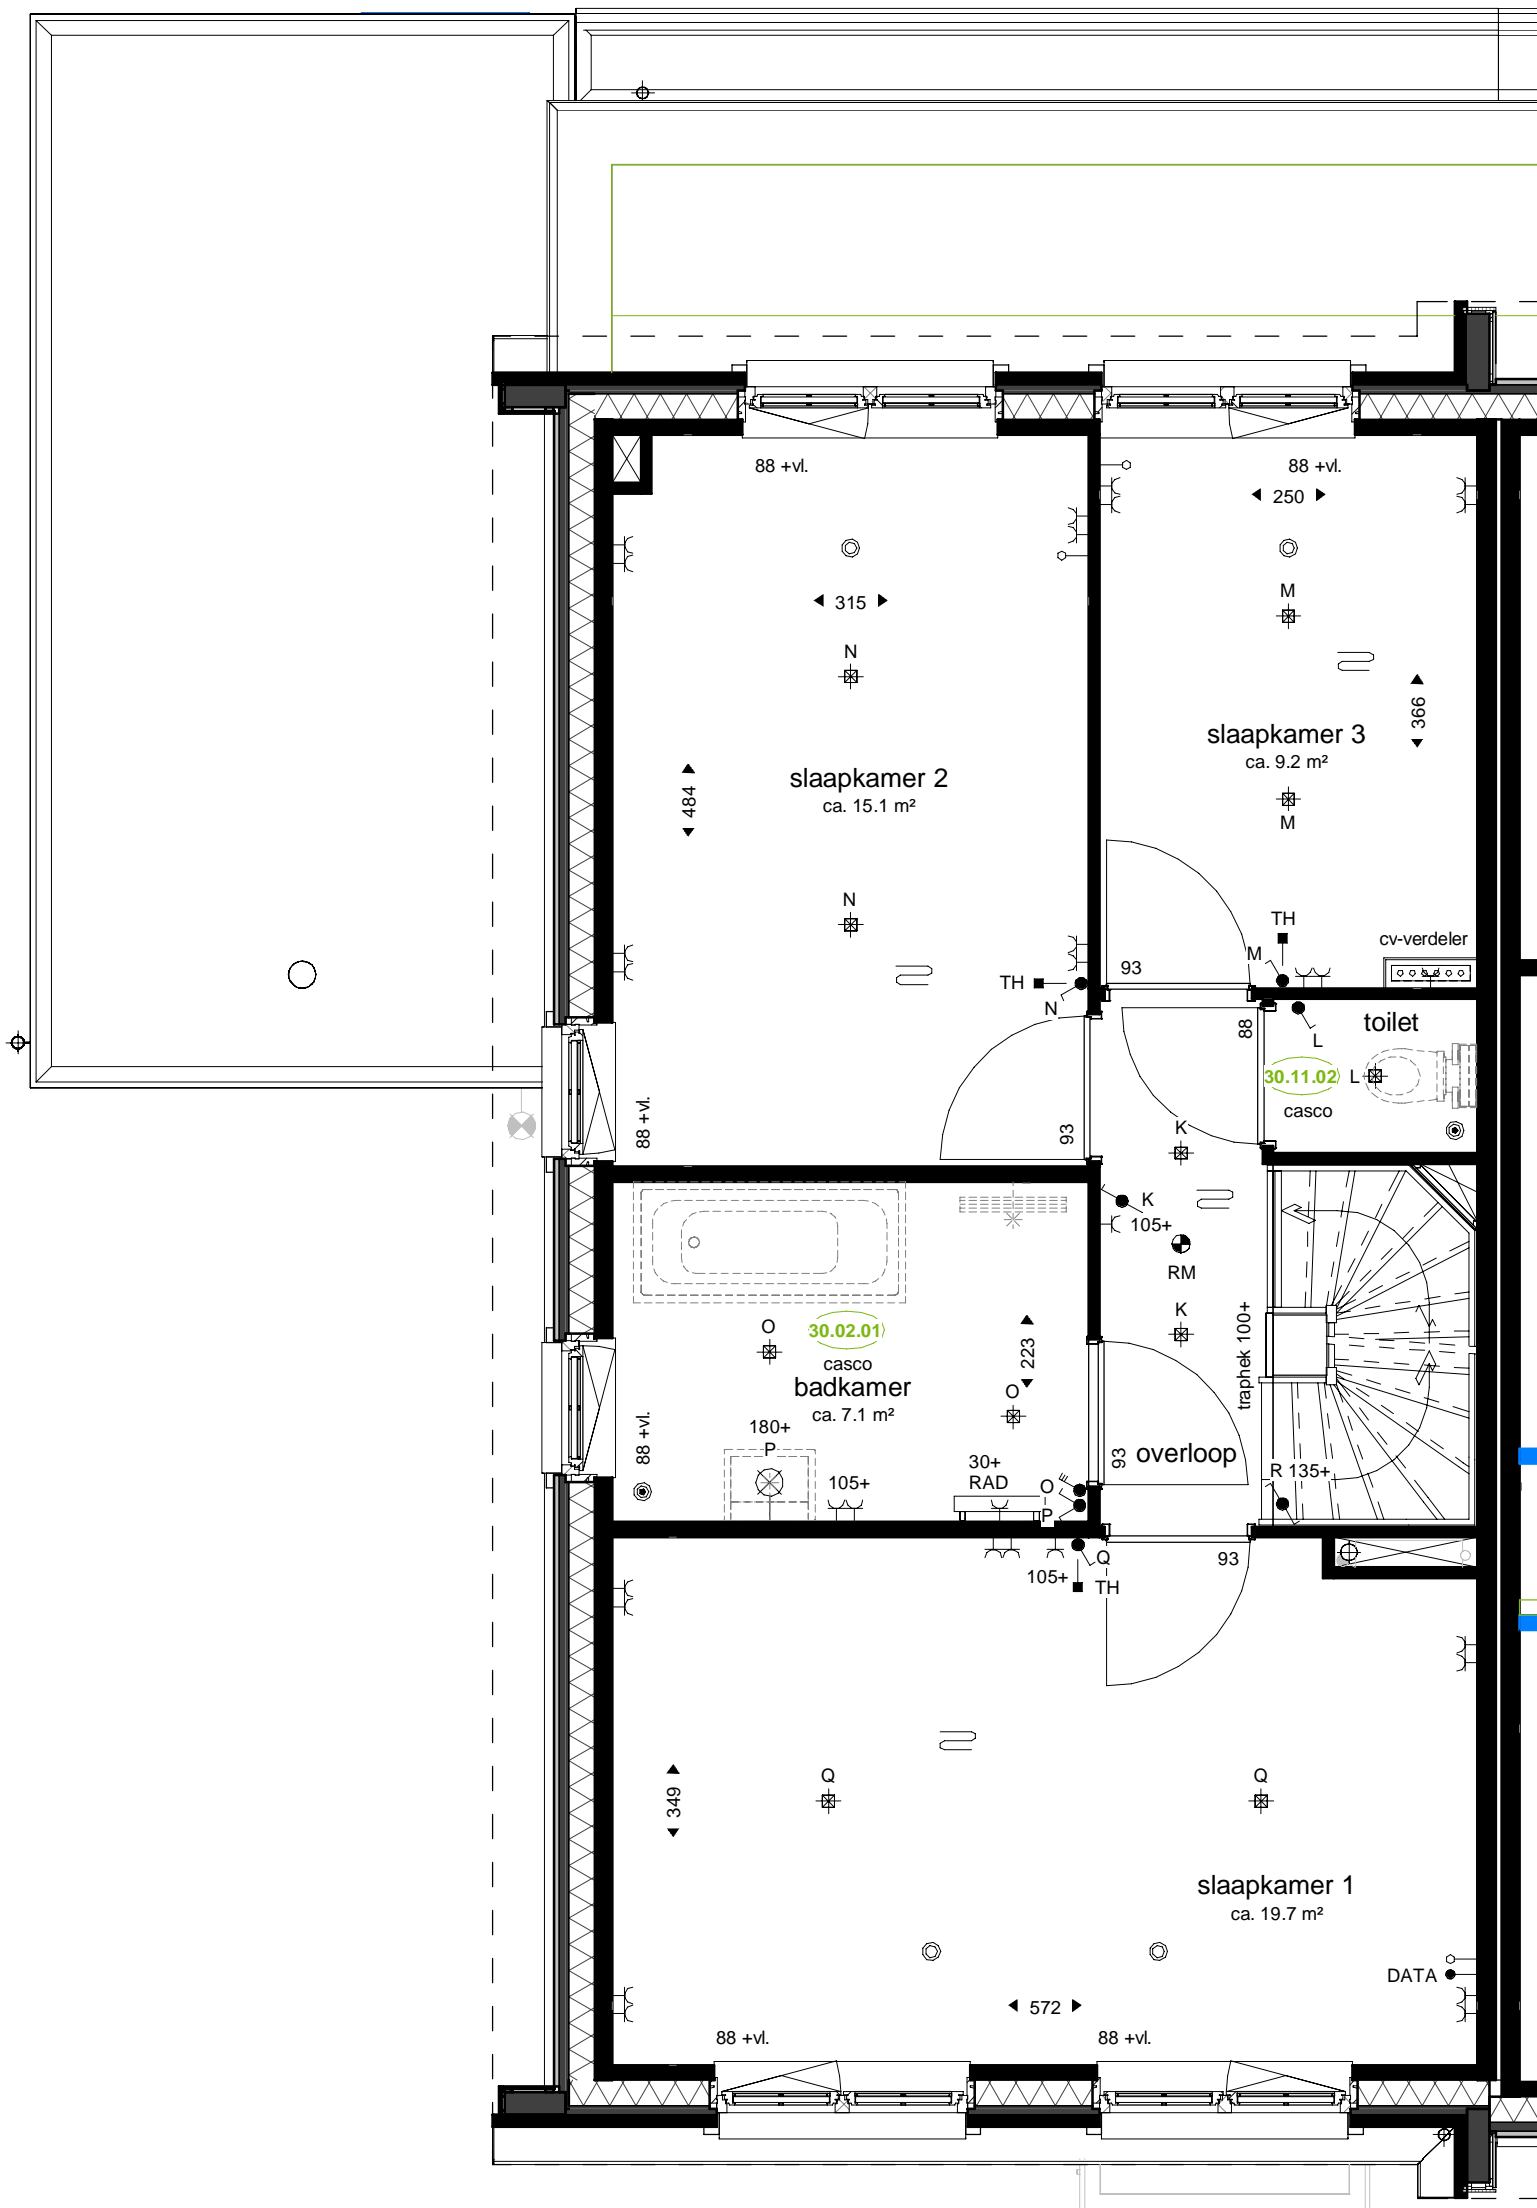 88 +vl.
88 +vl.
250
315
M
N
366
slaapkamer 3
ca. 9.2 m²
slaapkamer 2
ca. 15.1 m²
484
M
N
TH
cv-verdeler
M
93
TH
N
toilet
88
L
30.11.02
L
casco
88 +vl.
93
K
K
105+
RM
traphek 100+
K
O
30.02.01
casco
223
badkamer
ca. 7.1 m²
O
180+
P
88 +vl.
93
overloop
30+
RAD
R 135+
105+
O
P
Q
93
105+
TH
349
Q
Q
slaapkamer 1
ca. 19.7 m²
DATA
572
88 +vl.
88 +vl.